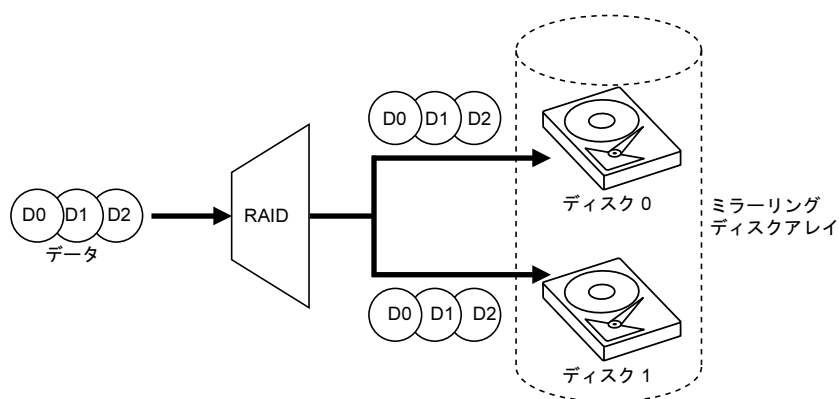 D0 D1 D2
データ
RAID
D0 D1 D2
D0 D1 D2
ディスク 0
ディスク 1
ミラーリング
ディスクアレイ